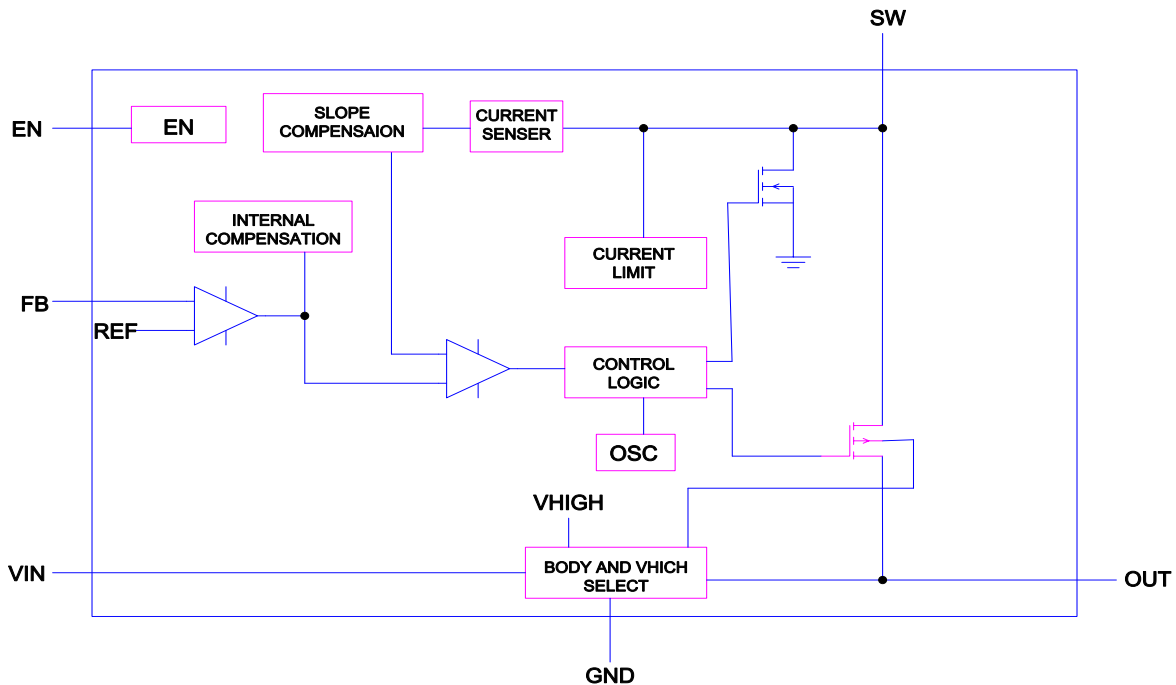 SW
EN
EN
SLOPE
COMPENSAION
CURRENT
SENSER
INTERNAL
COMPENSATION
CURRENT
LIMIT
FB
REF
CONTROL
LOGIC
OSC
VHIGH
VIN
BODY AND VHICH
SELECT
OUT
GND